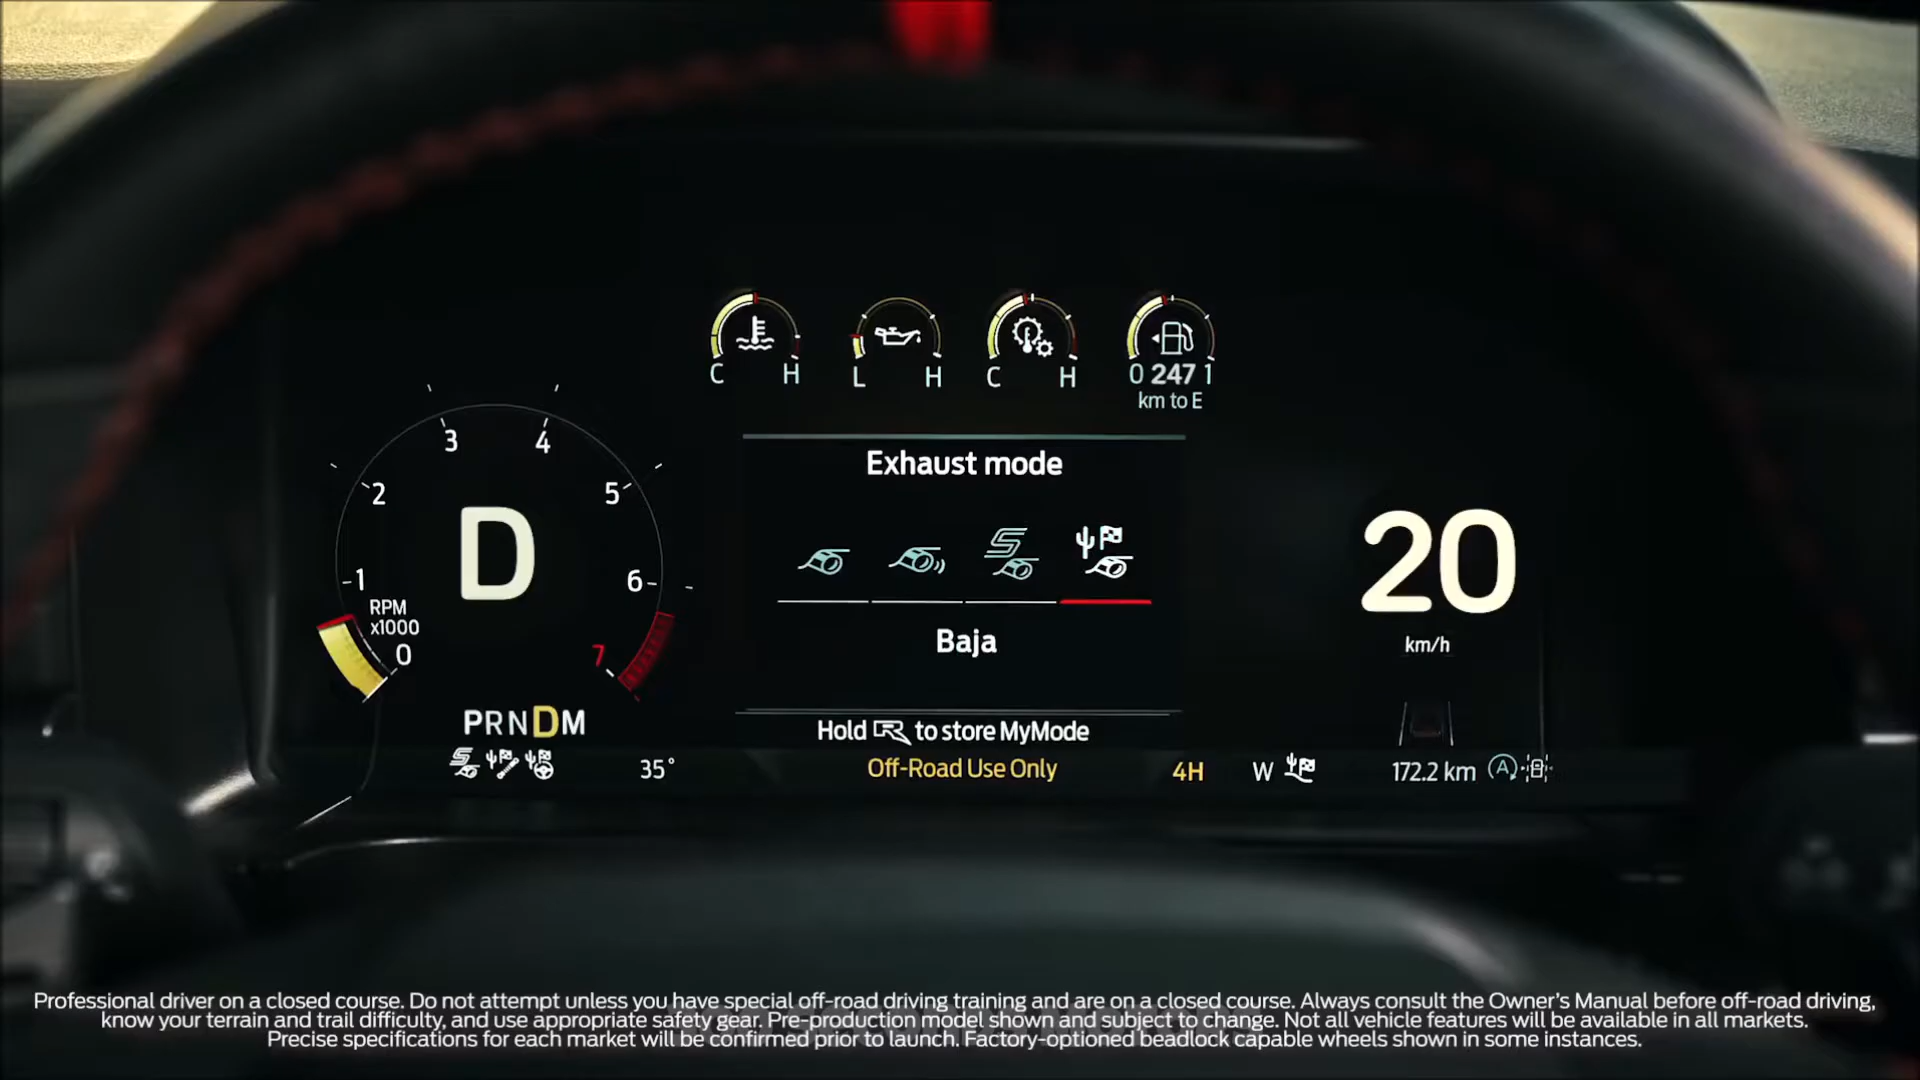 C H L H C H 0 247 1
km to E
3 4
2 5
1 6
RPM
x1000
0 7
D
PRNDM
35°
Exhaust mode
S
Baja
Hold R to store MyMode
Off-Road Use Only
4H
W
20
km/h
172.2 km A
Professional driver on a closed course. Do not attempt unless you have special off-road driving training and are on a closed course. Always consult the Owner's Manual before off-road driving,
know your terrain and trail difficulty, and use appropriate safety gear. Pre-production model shown and subject to change. Not all vehicle features will be available in all markets.
Precise specifications for each market will be confirmed prior to launch. Factory-optioned beadlock capable wheels shown in some instances.